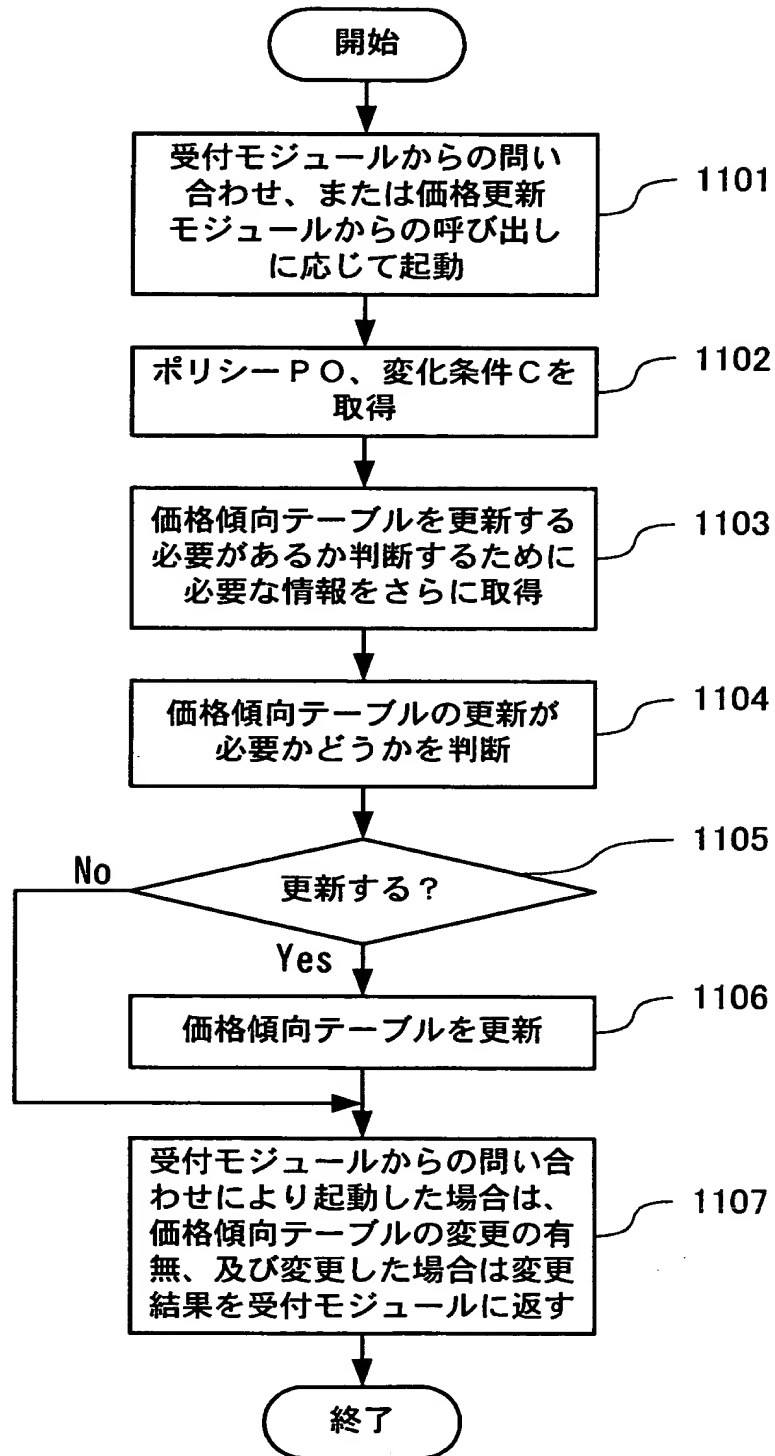 開始
受付モジュールからの問い
合わせ、または価格更新
モジュールからの呼び出し
に応じて起動
1101
ポリシーPO、変化条件Cを
取得
1102
価格傾向テーブルを更新する
必要があるか判断するために
必要な情報をさらに取得
1103
価格傾向テーブルの更新が
必要かどうかを判断
1104
更新する?
1105
No
Yes
価格傾向テーブルを更新
1106
受付モジュールからの問い合
わせにより起動した場合は、
価格傾向テーブルの変更の有
無、及び変更した場合は変更
結果を受付モジュールに返す
1107
終了